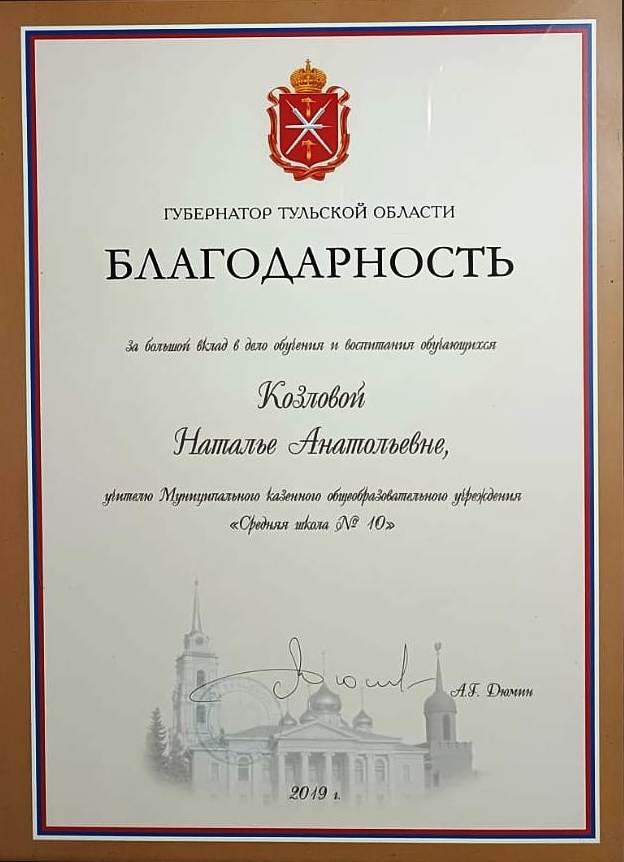 ГУБЕРНАТОР ТУЛЬСКОЙ ОБЛАСТИ
БЛАГОДАРНОСТЬ
за большой вклад в дело обучения и воспитания обучающихся
Козловой
Наталье Анатольевне,
учителю Муниципального казенного общеобразовательного учреждения
«Средняя школа № 10»
А.Г. Дюмин
2019 г.